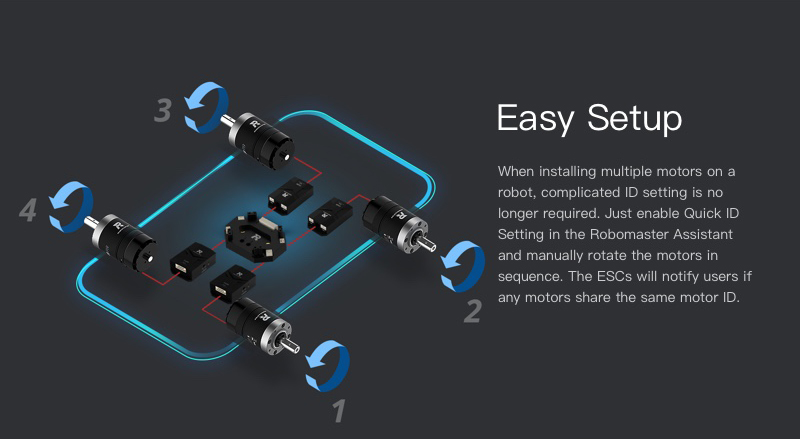 3
4
2
1
Easy Setup
When installing multiple motors on a
robot, complicated ID setting is no
longer required. Just enable Quick ID
Setting in the Robomaster Assistant
and manually rotate the motors in
sequence. The ESCs will notify users if
any motors share the same motor ID.